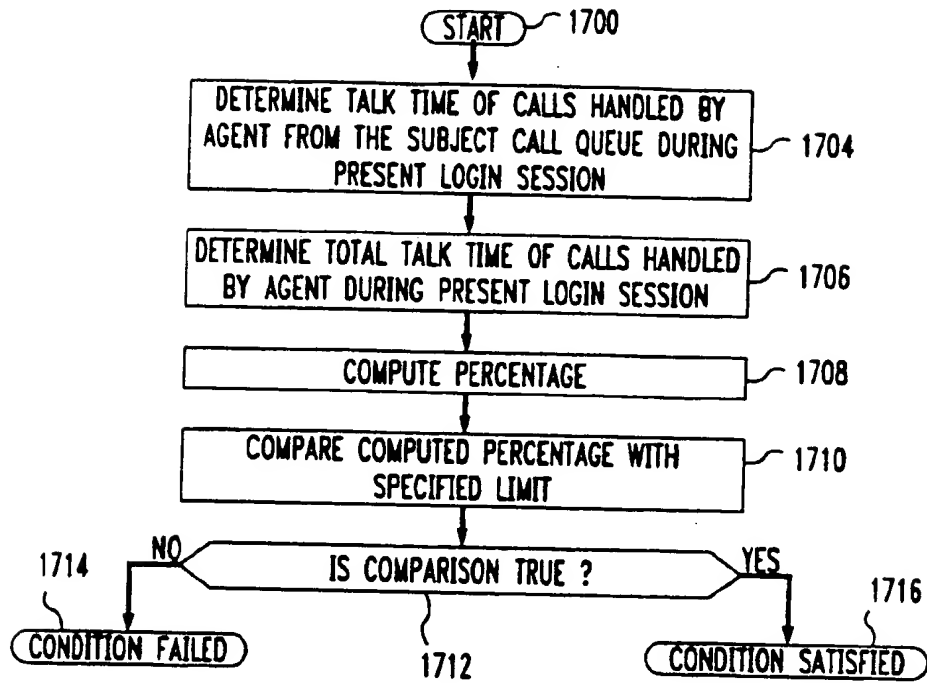 START
1700
DETERMINE TALK TIME OF CALLS HANDLED BY
AGENT FROM THE SUBJECT CALL QUEUE DURING
PRESENT LOGIN SESSION
1704
DETERMINE TOTAL TALK TIME OF CALLS HANDLED
BY AGENT DURING PRESENT LOGIN SESSION
1706
COMPUTE PERCENTAGE
1708
COMPARE COMPUTED PERCENTAGE WITH
SPECIFIED LIMIT
1710
NO
IS COMPARISON TRUE ?
YES
1714
1716
CONDITION FAILED
1712
CONDITION SATISFIED